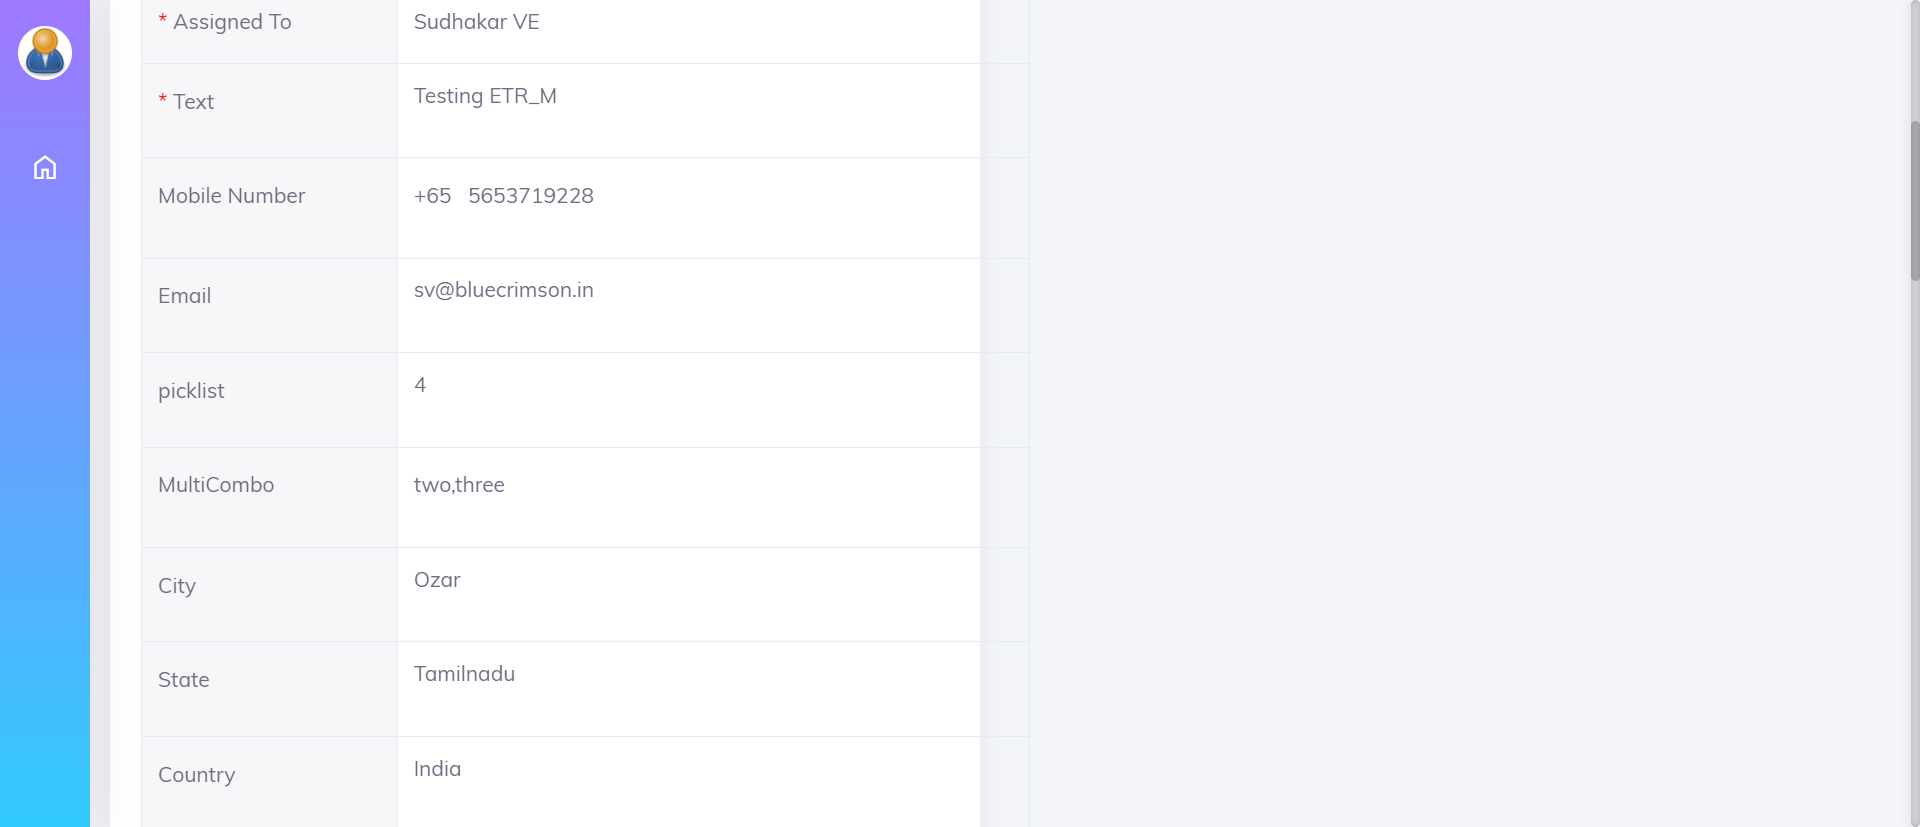 * Assigned To Sudhakar VE
* Text Testing ETR_M
Mobile Number +65 5653719228
Email sv@bluecrimson.in
picklist 4
MultiCombo two,three
City Ozar
State Tamilnadu
Country India